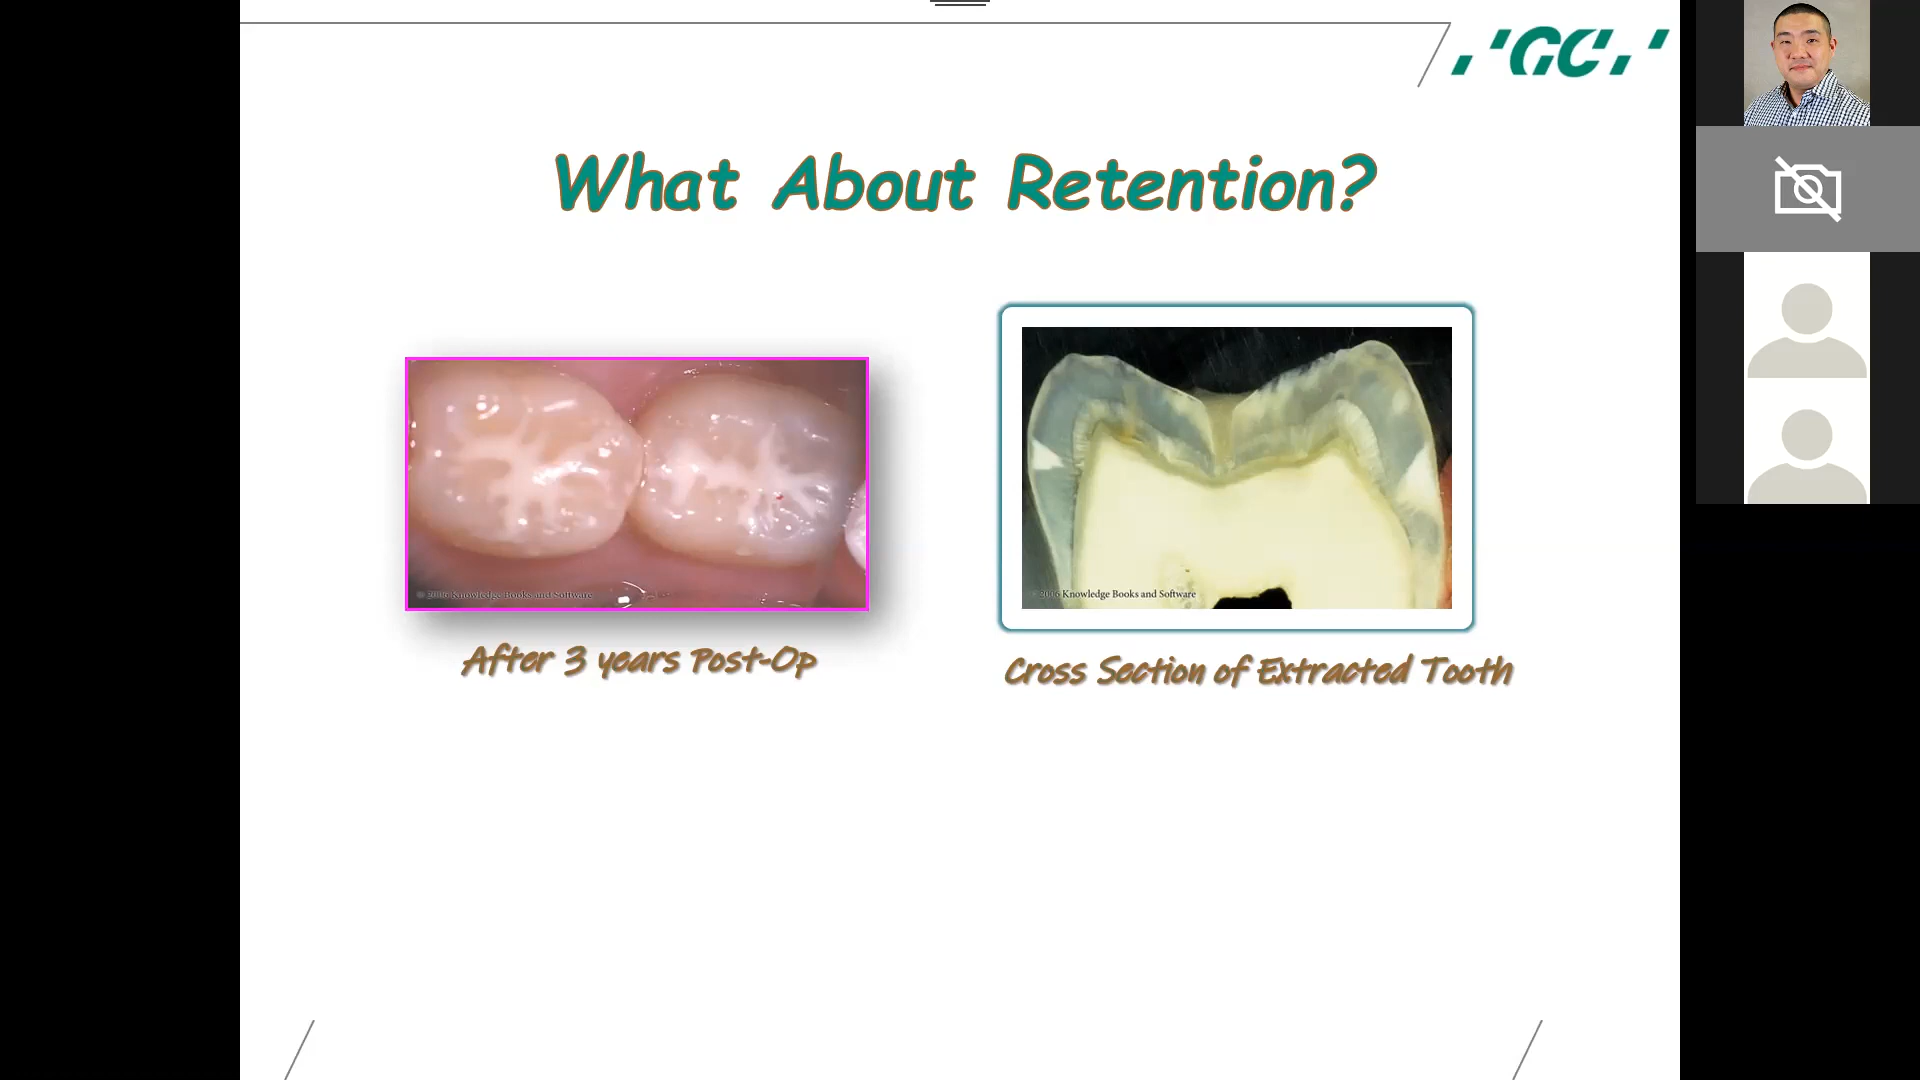 GC
What About Retention?
© 2006 Knowledge Books and Software
2006 Knowledge Books and Software
After 3 years Post-Op
Cross Section of Extracted Tooth